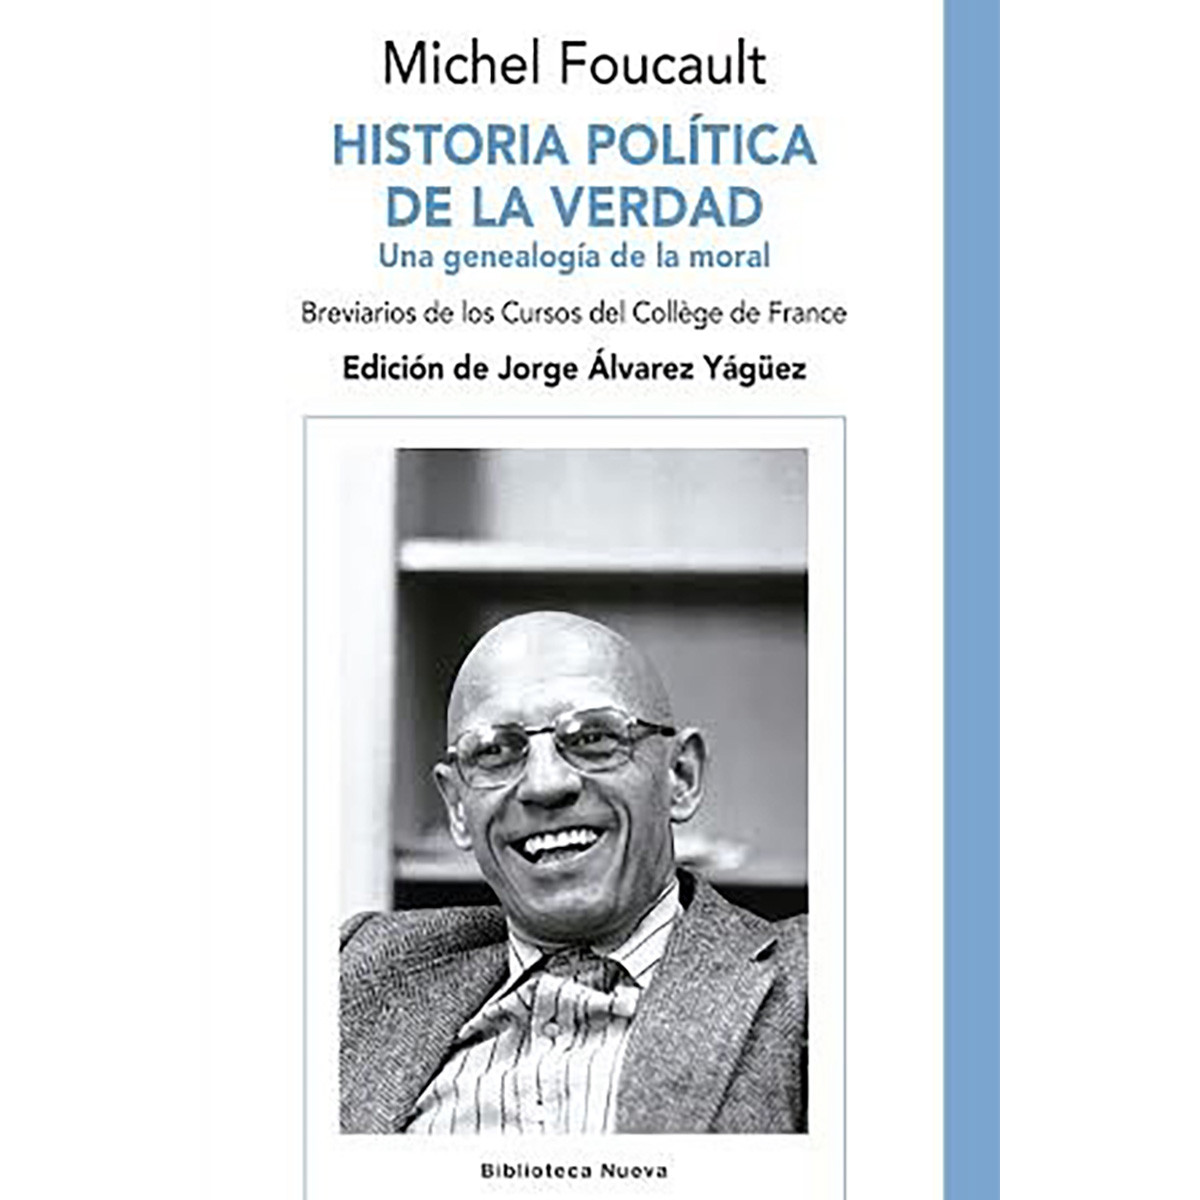 Michel Foucault
HISTORIA POLÍTICA
DE LA VERDAD
Una genealogía de la moral
Breviarios de los Cursos del Collège de France
Edición de Jorge Álvarez Yágüez
Biblioteca Nueva